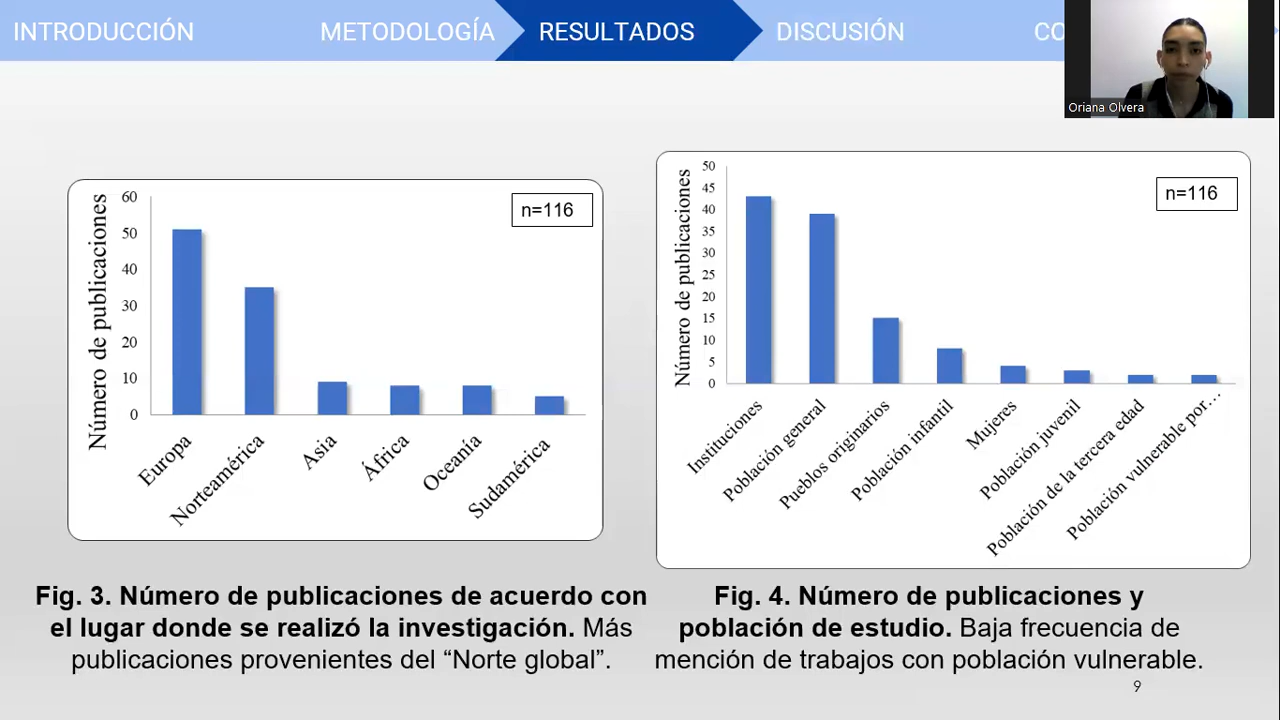 INTRODUCCIÓN
METODOLOGÍA
RESULTADOS
DISCUSIÓN
CO
Oriana Olvera
Número de publicaciones
60
50
40
30
20
10
0
n=116
Europa
Norteamérica
Asia
África
Oceanía
Sudamérica
Número de publicaciones
50
45
40
35
30
25
20
15
10
5
0
n=116
Instituciones
Población general
Pueblos originarios
Población infantil
Mujeres
Población juvenil
Población de la tercera edad
Población vulnerable por…
Fig. 3. Número de publicaciones de acuerdo con
el lugar donde se realizó la investigación. Más
publicaciones provenientes del “Norte global”.
Fig. 4. Número de publicaciones y
población de estudio. Baja frecuencia de
mención de trabajos con población vulnerable.
9